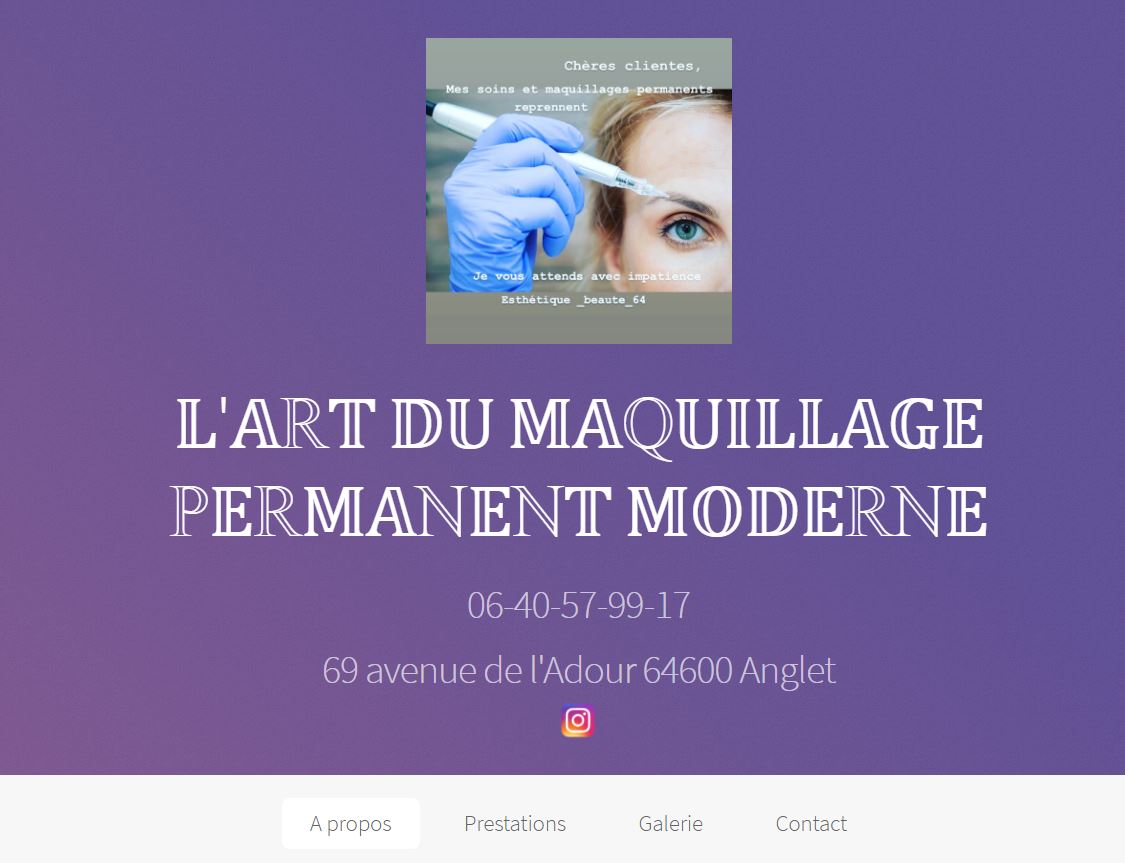 Chères clientes,
Mes soins et maquillages permanents
reprennent
Je vous attends avec impatience
Esthétique _beaute_64
L'ART DU MAQUILLAGE
PERMANENT MODERNE
06-40-57-99-17
69 avenue de l'Adour 64600 Anglet
A propos Prestations Galerie Contact